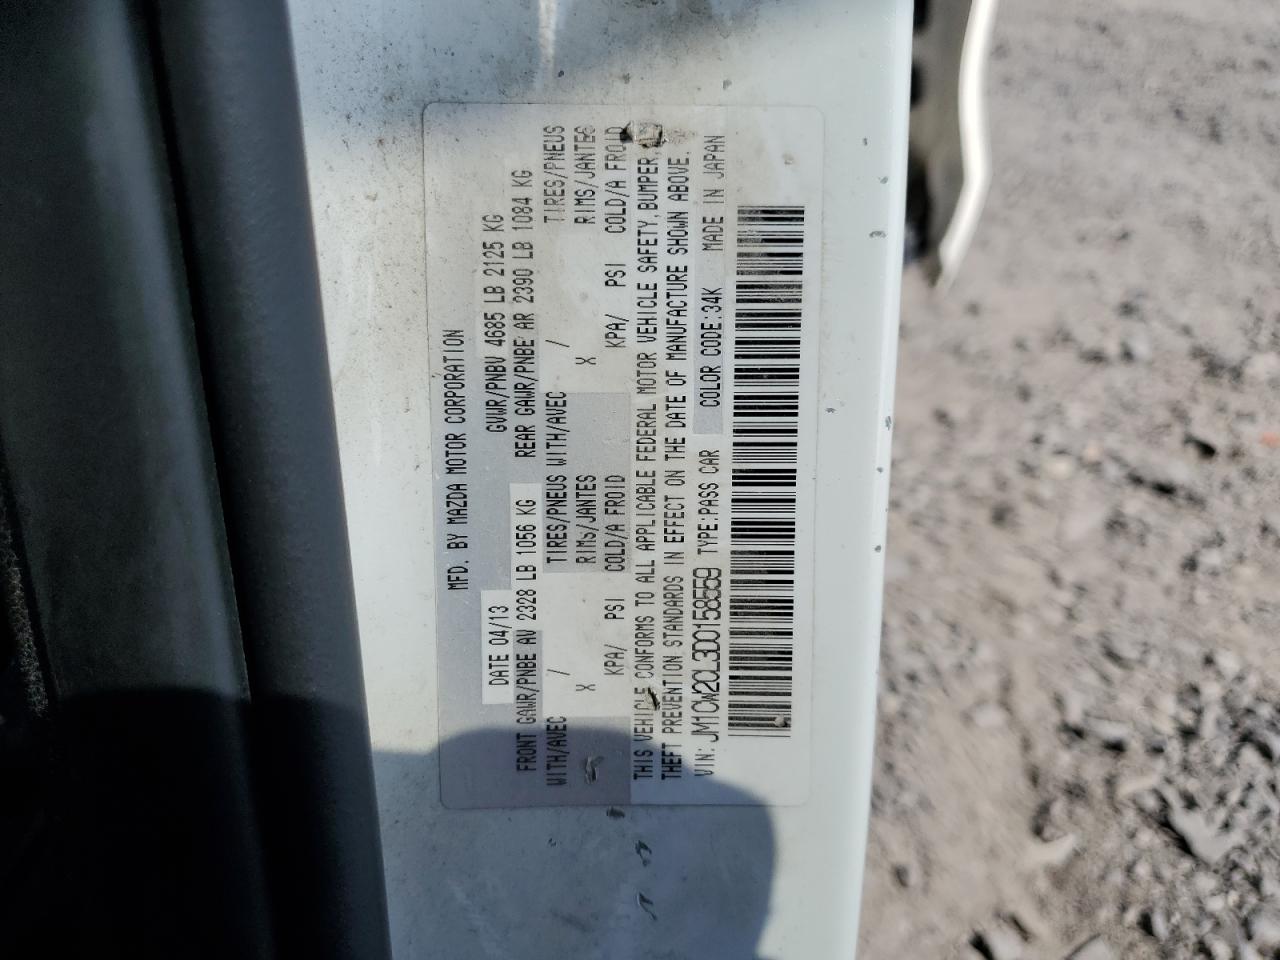 MFD. BY MAZDA MOTOR CORPORATION
DATE 04/13 GVWR/PNBV 4685 LB 2125 KG
FRONT GAWR/PNBE AV 2328 LB 1056 KG REAR GAWR/PNBE AR 2390 LB 1084 KG
WITH/AVEC / TIRES/PNEUS WITH/AVEC / TIRES/PNEUS
X RIMS/JANTES X RIMS/JANTES
KPA/ PSI COLD/A FROID KPA/ PSI COLD/A FROID
THIS VEHICLE CONFORMS TO ALL APPLICABLE FEDERAL MOTOR VEHICLE SAFETY, BUMPER,
THEFT PREVENTION STANDARDS IN EFFECT ON THE DATE OF MANUFACTURE SHOWN ABOVE.
VIN: JM1CW2CL3D0158559 TYPE:PASS CAR COLOR CODE:34K MADE IN JAPAN